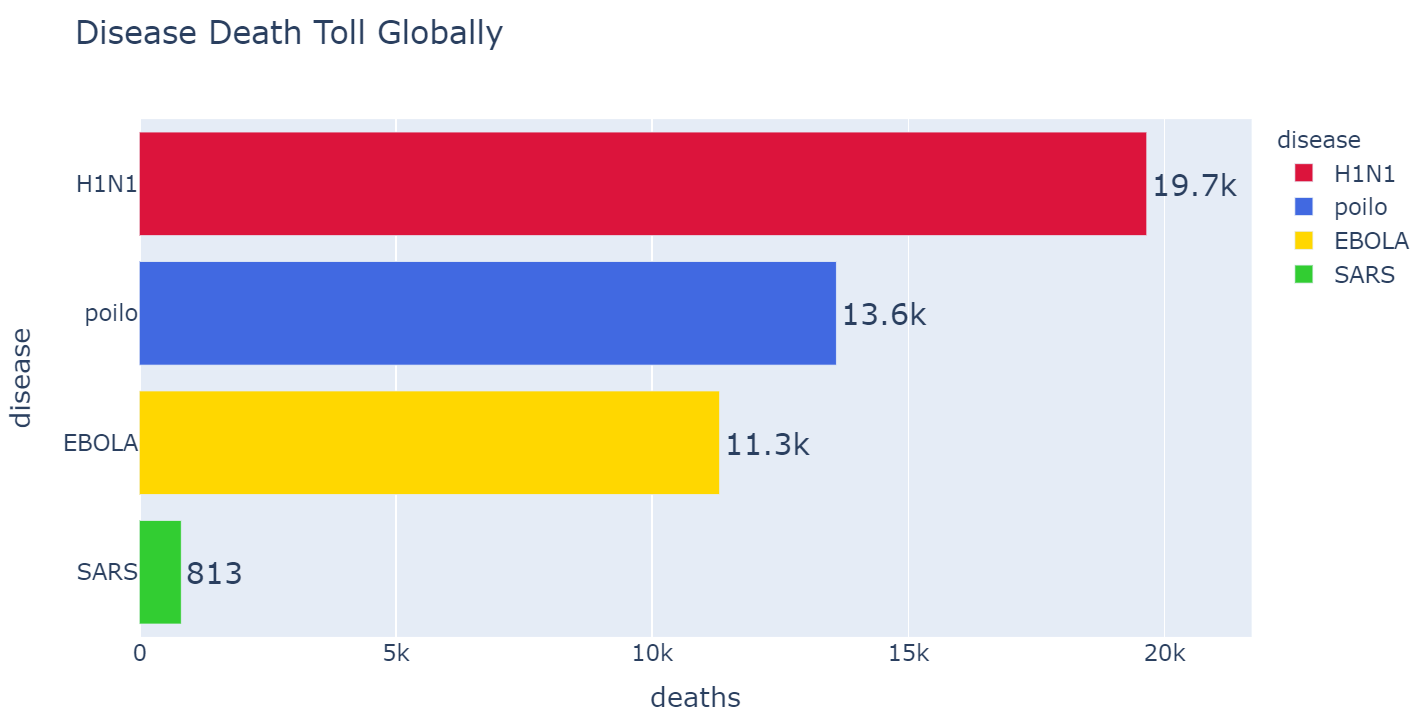 Disease Death Toll Globally
disease
H1N1
19.7k
poilo
13.6k
EBOLA
11.3k
SARS
813
0 5k 10k 15k 20k
deaths
disease
H1N1
poilo
EBOLA
SARS